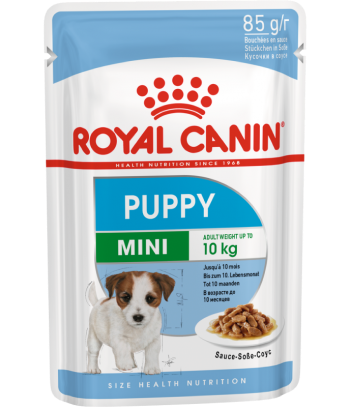 85 g/г
Bouchées en sauce
Stückchen in Soße
Кусочки в соусе
ROYAL CANIN
HEALTH NUTRITION SINCE 1968
PUPPY
MINI
ADULT WEIGHT UP TO
10 kg
Jusqu'à 10 mois
Bis zum 10. Lebensmonat
Tot 10 maanden
В возрасте до
10 месяцев
Sauce-Soße-Соус
SIZE HEALTH NUTRITION